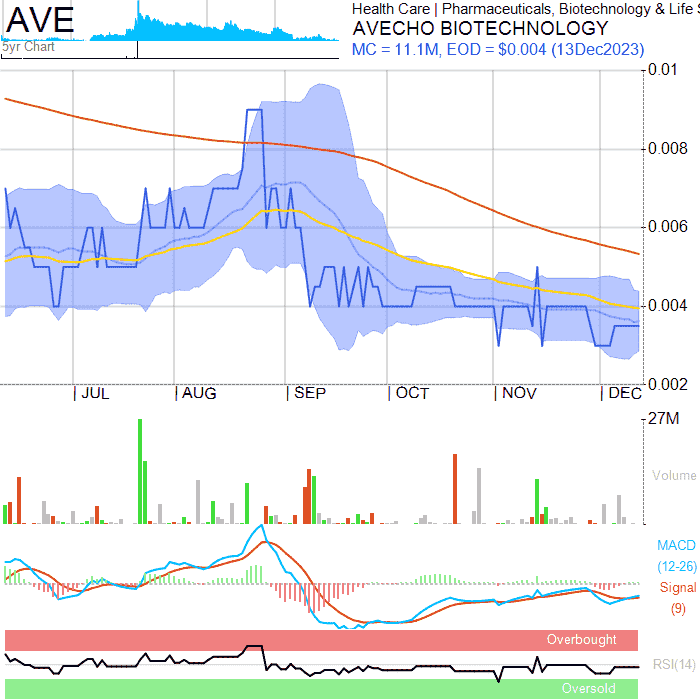 AVE
5yr Chart
Health Care | Pharmaceuticals, Biotechnology & Life S
AVECHO BIOTECHNOLOGY
MC = 11.1M, EOD = $0.004 (13Dec2023)
0.01
0.008
0.006
0.004
0.002
| JUL | AUG | SEP | OCT | NOV | DEC
27M
Volume
MACD
(12-26)
Signal
(9)
Overbought
RSI(14)
Oversold